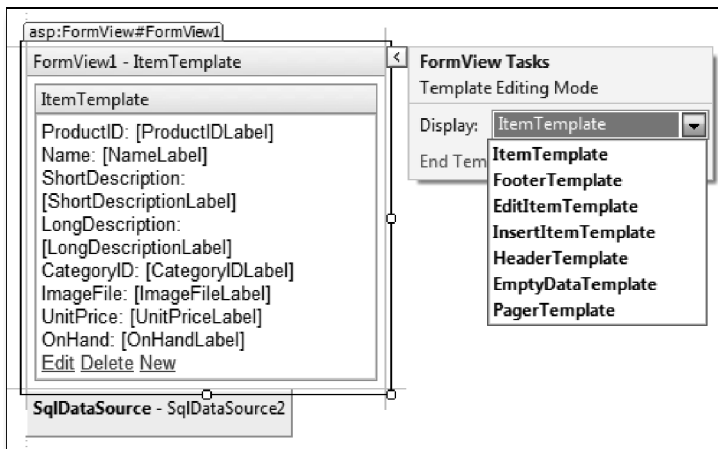 asp:FormView#FormView1
FormView1 - ItemTemplate
ItemTemplate
ProductID: [ProductIDLabel]
Name: [NameLabel]
ShortDescription:
[ShortDescriptionLabel]
LongDescription:
[LongDescriptionLabel]
CategoryID: [CategoryIDLabel]
ImageFile: [ImageFileLabel]
UnitPrice: [UnitPriceLabel]
OnHand: [OnHandLabel]
Edit Delete New
SqlDataSource - SqlDataSource2
FormView Tasks
Template Editing Mode
Display: ItemTemplate
End Tem
ItemTemplate
FooterTemplate
EditItemTemplate
InsertItemTemplate
HeaderTemplate
EmptyDataTemplate
PagerTemplate